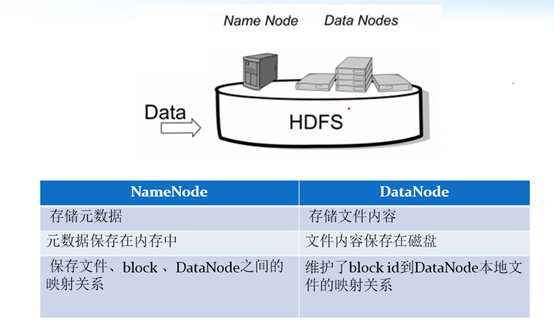 Name Node Data Nodes
Data
HDFS
NameNode DataNode
存储元数据 存储文件内容
元数据保存在内存中 文件内容保存在磁盘
保存文件、block 、DataNode之间的 维护了block id到DataNode本地文
映射关系 件的映射关系